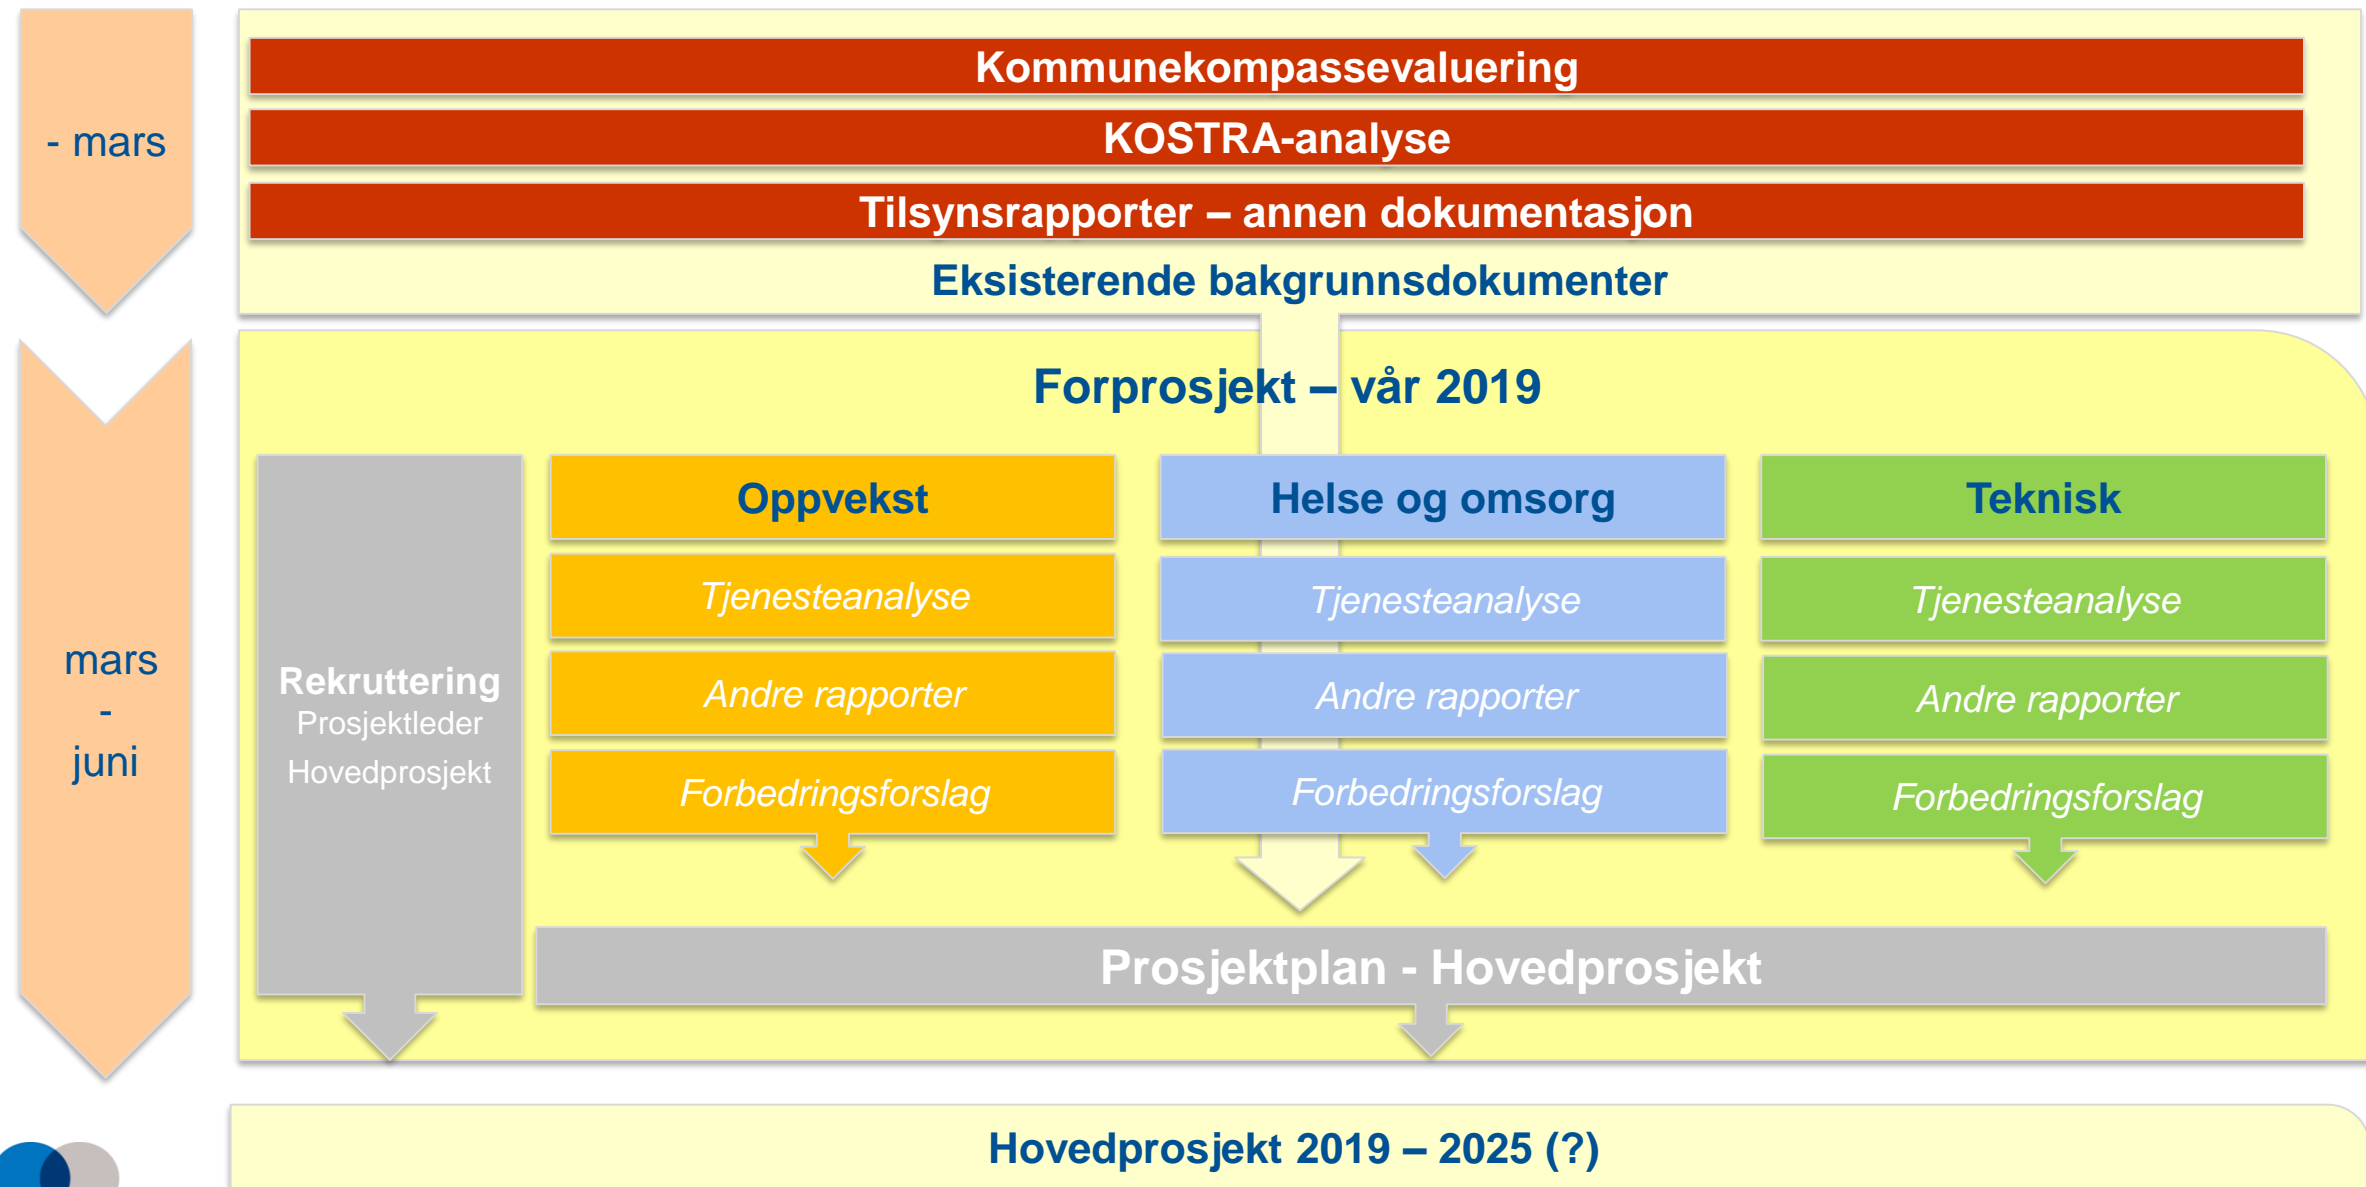 - mars
Kommunekompassevaluering
KOSTRA-analyse
Tilsynsrapporter – annen dokumentasjon
Eksisterende bakgrunnsdokumenter
mars
-
juni
Forprosjekt – vår 2019
Rekruttering
Prosjektleder
Hovedprosjekt
Oppvekst
Tjenesteanalyse
Andre rapporter
Forbedringsforslag
Helse og omsorg
Tjenesteanalyse
Andre rapporter
Forbedringsforslag
Teknisk
Tjenesteanalyse
Andre rapporter
Forbedringsforslag
Prosjektplan - Hovedprosjekt
Hovedprosjekt 2019 – 2025 (?)